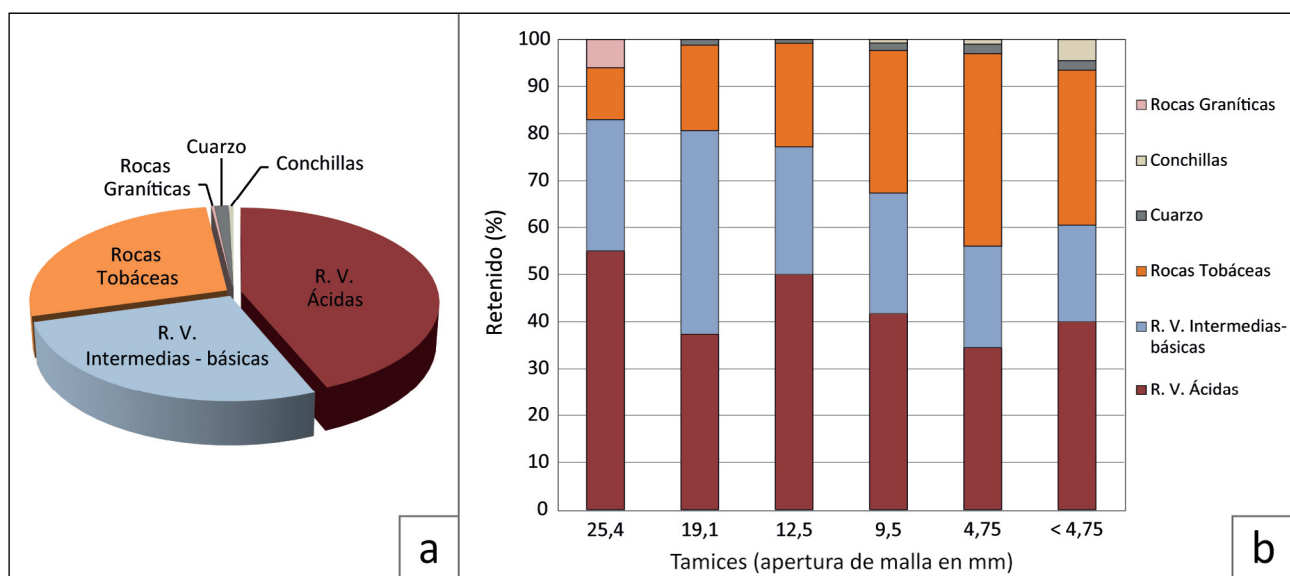 Cuarzo
Rocas
Graníticas
Conchillas
Rocas
Tobáceas
R. V.
Ácidas
R. V.
Intermedias - básicas
a
100
90
80
70
60
50
40
30
20
10
0
Retenido (%)
25,4 19,1 12,5 9,5 4,75 < 4,75
Tamices (apertura de malla en mm)
Rocas Graníticas
Conchillas
Cuarzo
Rocas Tobáceas
R. V. Intermedias-
básicas
R. V. Ácidas
b